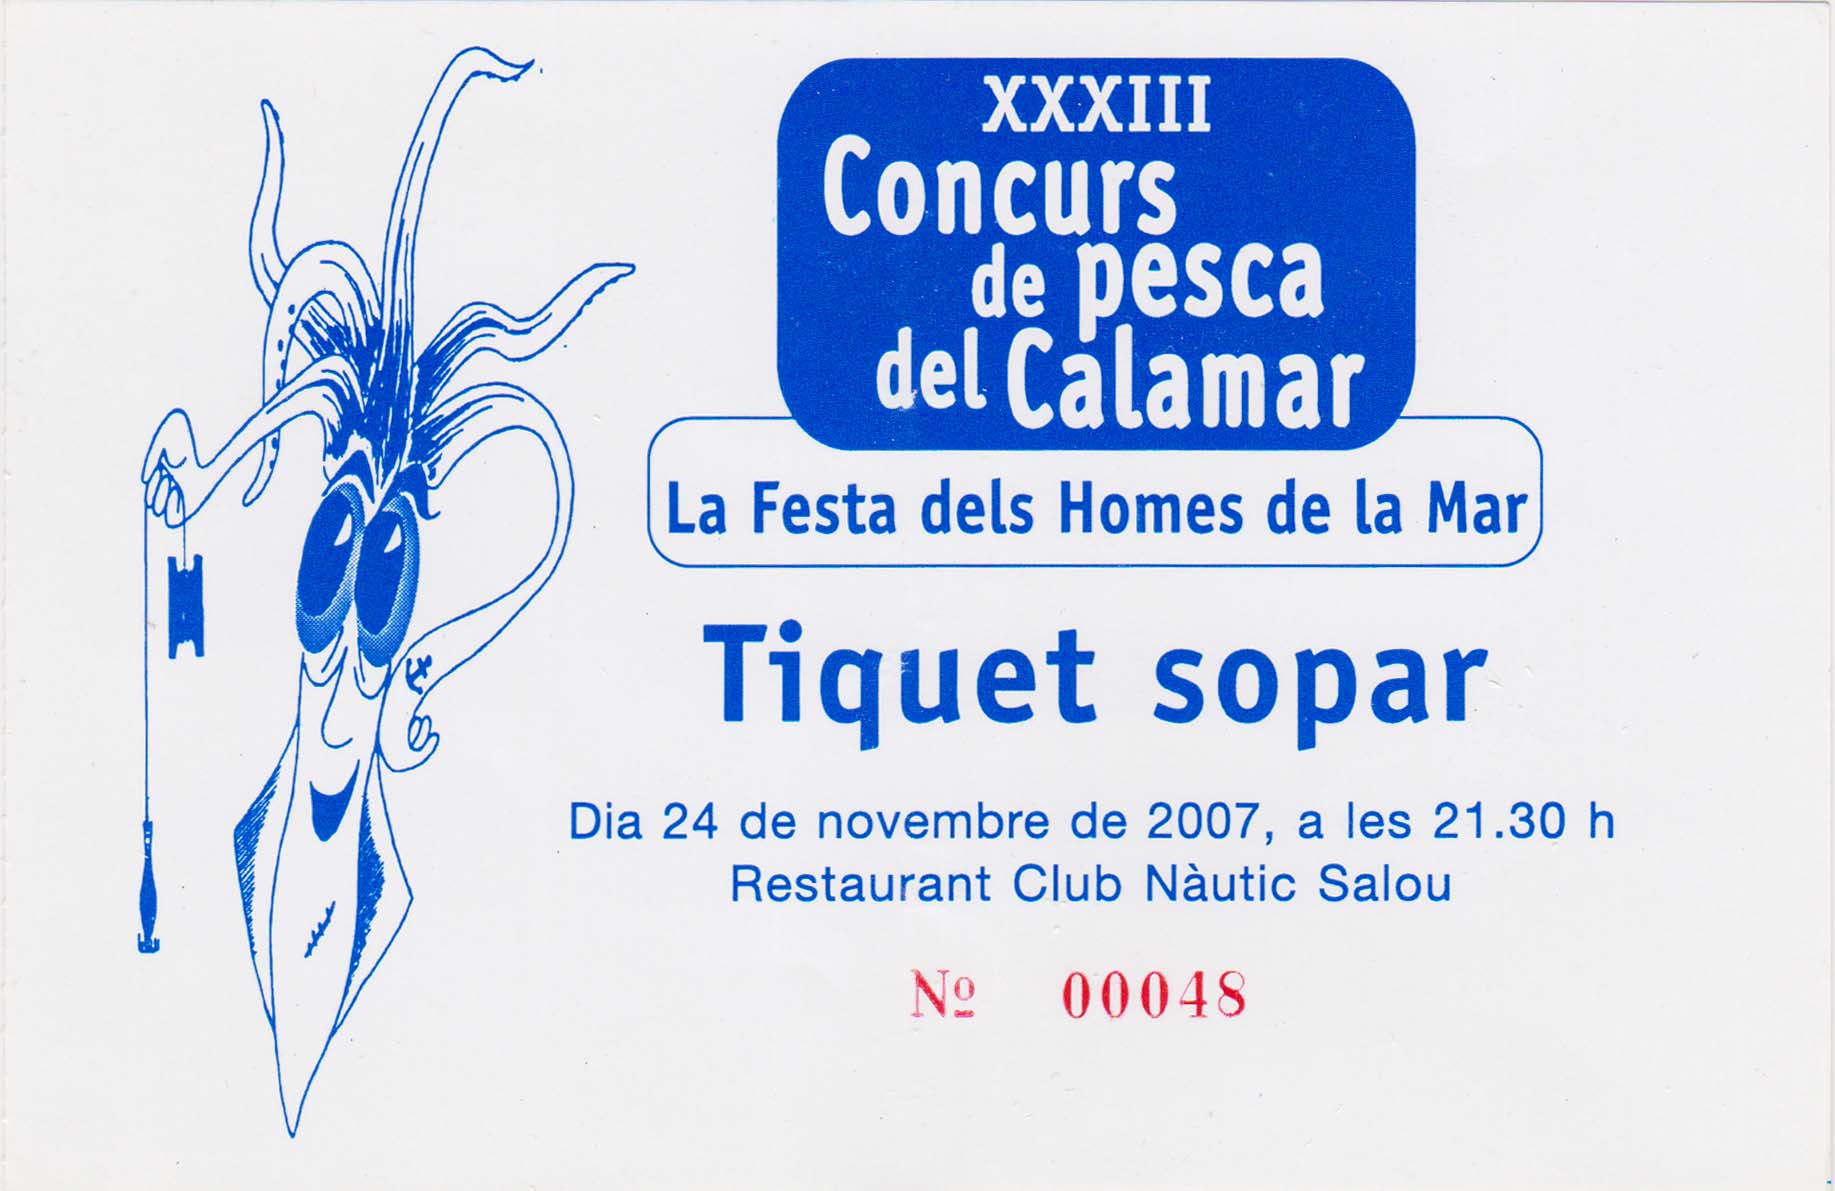 XXXIII
Concurs
de pesca
del Calamar
La Festa dels Homes de la Mar
Tiquet sopar
Dia 24 de novembre de 2007, a les 21.30 h
Restaurant Club Nàutic Salou
Nº 00048